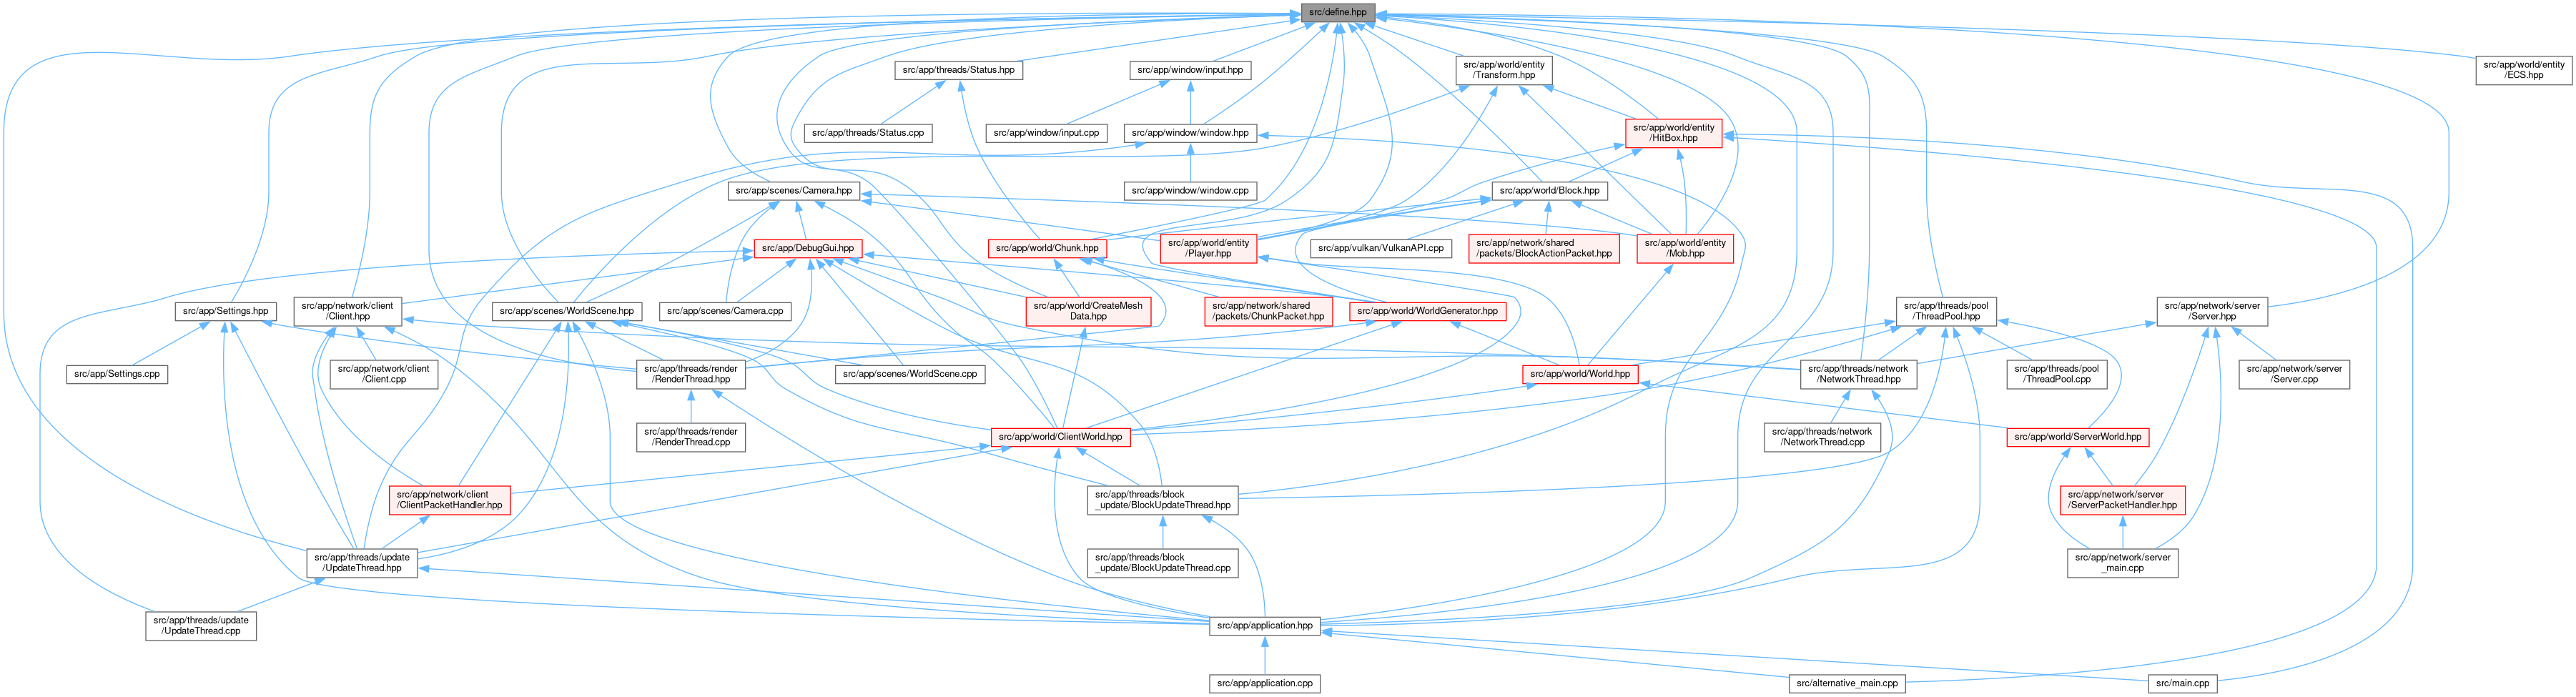 src/define.hpp
src/app/threads/Status.hpp
src/app/window/input.hpp
src/app/world/entity
/Transform.hpp
src/app/world/entity
/ECS.hpp
src/app/threads/Status.cpp
src/app/window/input.cpp
src/app/window/window.hpp
src/app/world/entity
/HitBox.hpp
src/app/scenes/Camera.hpp
src/app/window/window.cpp
src/app/world/Block.hpp
src/app/DebugGui.hpp
src/app/world/Chunk.hpp
src/app/world/entity
/Player.hpp
src/app/vulkan/VulkanAPI.cpp
src/app/network/shared
/packets/BlockActionPacket.hpp
src/app/world/entity
/Mob.hpp
src/app/Settings.hpp
src/app/network/client
/Client.hpp
src/app/scenes/WorldScene.hpp
src/app/scenes/Camera.cpp
src/app/world/CreateMesh
Data.hpp
src/app/network/shared
/packets/ChunkPacket.hpp
src/app/world/WorldGenerator.hpp
src/app/threads/pool
/ThreadPool.hpp
src/app/network/server
/Server.hpp
src/app/Settings.cpp
src/app/network/client
/Client.cpp
src/app/threads/render
/RenderThread.hpp
src/app/scenes/WorldScene.cpp
src/app/world/World.hpp
src/app/threads/network
/NetworkThread.hpp
src/app/threads/pool
/ThreadPool.cpp
src/app/network/server
/Server.cpp
src/app/threads/render
/RenderThread.cpp
src/app/world/ClientWorld.hpp
src/app/threads/network
/NetworkThread.cpp
src/app/world/ServerWorld.hpp
src/app/network/client
/ClientPacketHandler.hpp
src/app/threads/block
_update/BlockUpdateThread.hpp
src/app/network/server
/ServerPacketHandler.hpp
src/app/threads/update
/UpdateThread.hpp
src/app/threads/block
_update/BlockUpdateThread.cpp
src/app/network/server
_main.cpp
src/app/threads/update
/UpdateThread.cpp
src/app/application.hpp
src/app/application.cpp
src/alternative_main.cpp
src/main.cpp